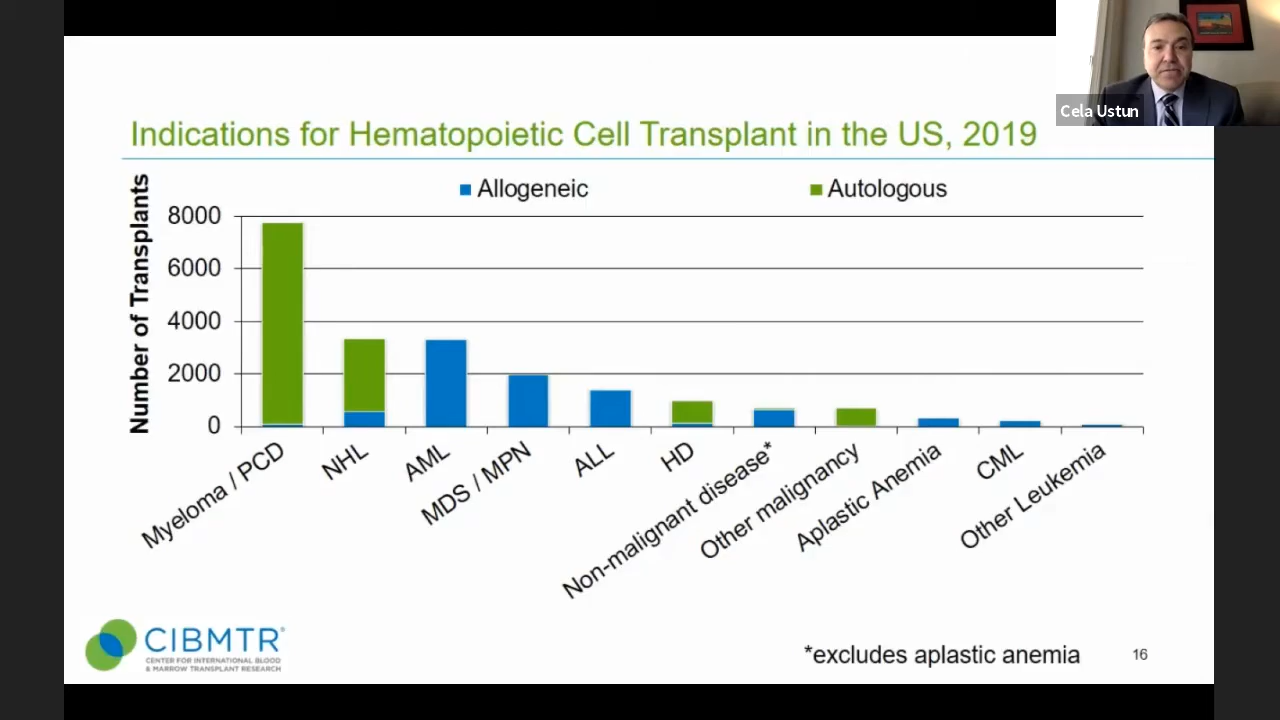 Cela Ustun
Indications for Hematopoietic Cell Transplant in the US, 2019
Allogeneic
Autologous
Number of Transplants
8000
6000
4000
2000
0
Myeloma / PCD
NHL
AML
MDS / MPN
ALL
HD
Non-malignant disease*
Other malignancy
Aplastic Anemia
CML
Other Leukemia
CIBMTR®
CENTER FOR INTERNATIONAL BLOOD
& MARROW TRANSPLANT RESEARCH
*excludes aplastic anemia
16